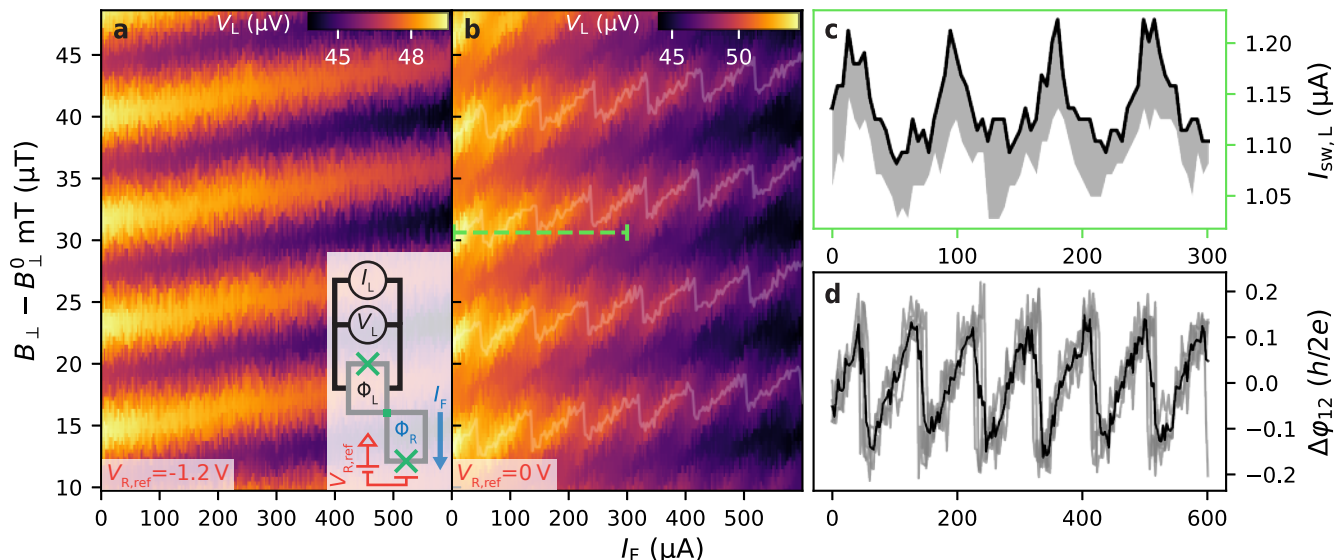 a
V_L (μV)
45
48
b
V_L (μV)
45
50
c
1.20
1.15
1.10
1.05
I_sw, L (μA)
0
100
200
300
B_⊥ − B_⊥^0 mT (μT)
45
40
35
30
25
20
15
10
I_L
V_L
Φ_L
Φ_R
I_F
V_R,ref
V_R,ref=-1.2 V
V_R,ref=0 V
0
100
200
300
400
500
0
200
400
I_F (μA)
d
0.2
0.1
0.0
−0.1
−0.2
Δφ_12 (h/2e)
0
200
400
600